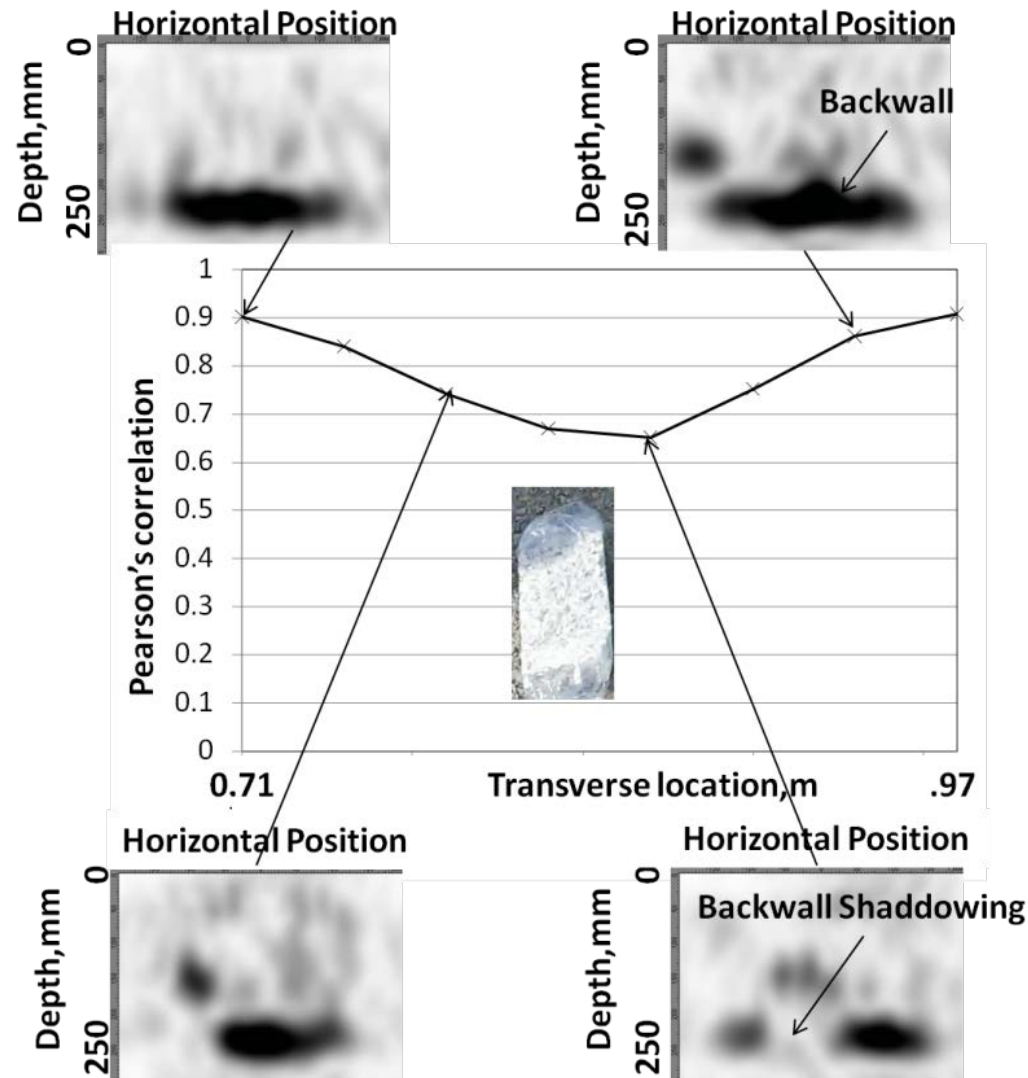 Horizontal Position
Depth,mm
0
250
Horizontal Position
Depth,mm
0
250
Backwall
Pearson's correlation
1
0.9
0.8
0.7
0.6
0.5
0.4
0.3
0.2
0.1
0
0.71
Transverse location,m
.97
Horizontal Position
Depth,mm
0
250
Horizontal Position
Depth,mm
0
250
Backwall Shaddowing